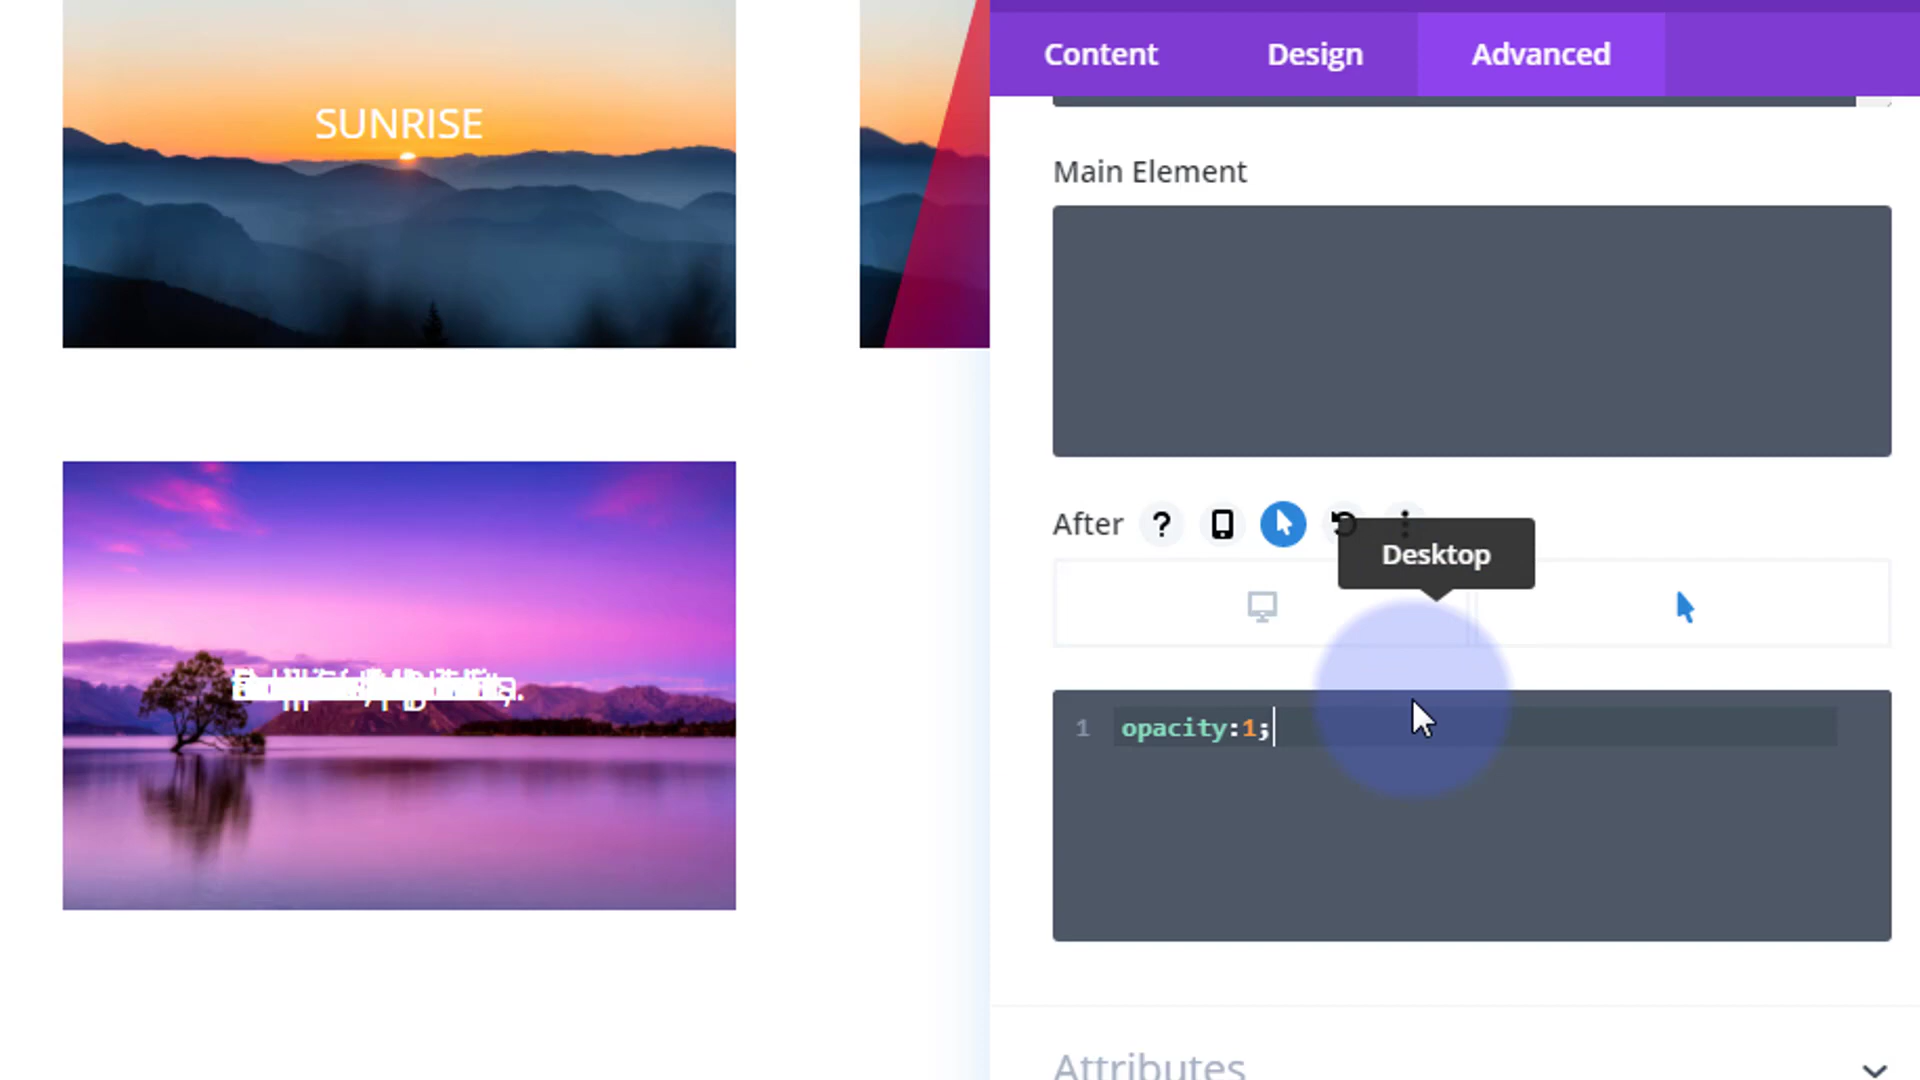 SUNRISE
Content
Design
Advanced
Main Element
After
?
Desktop
1
opacity:1;
Attributes